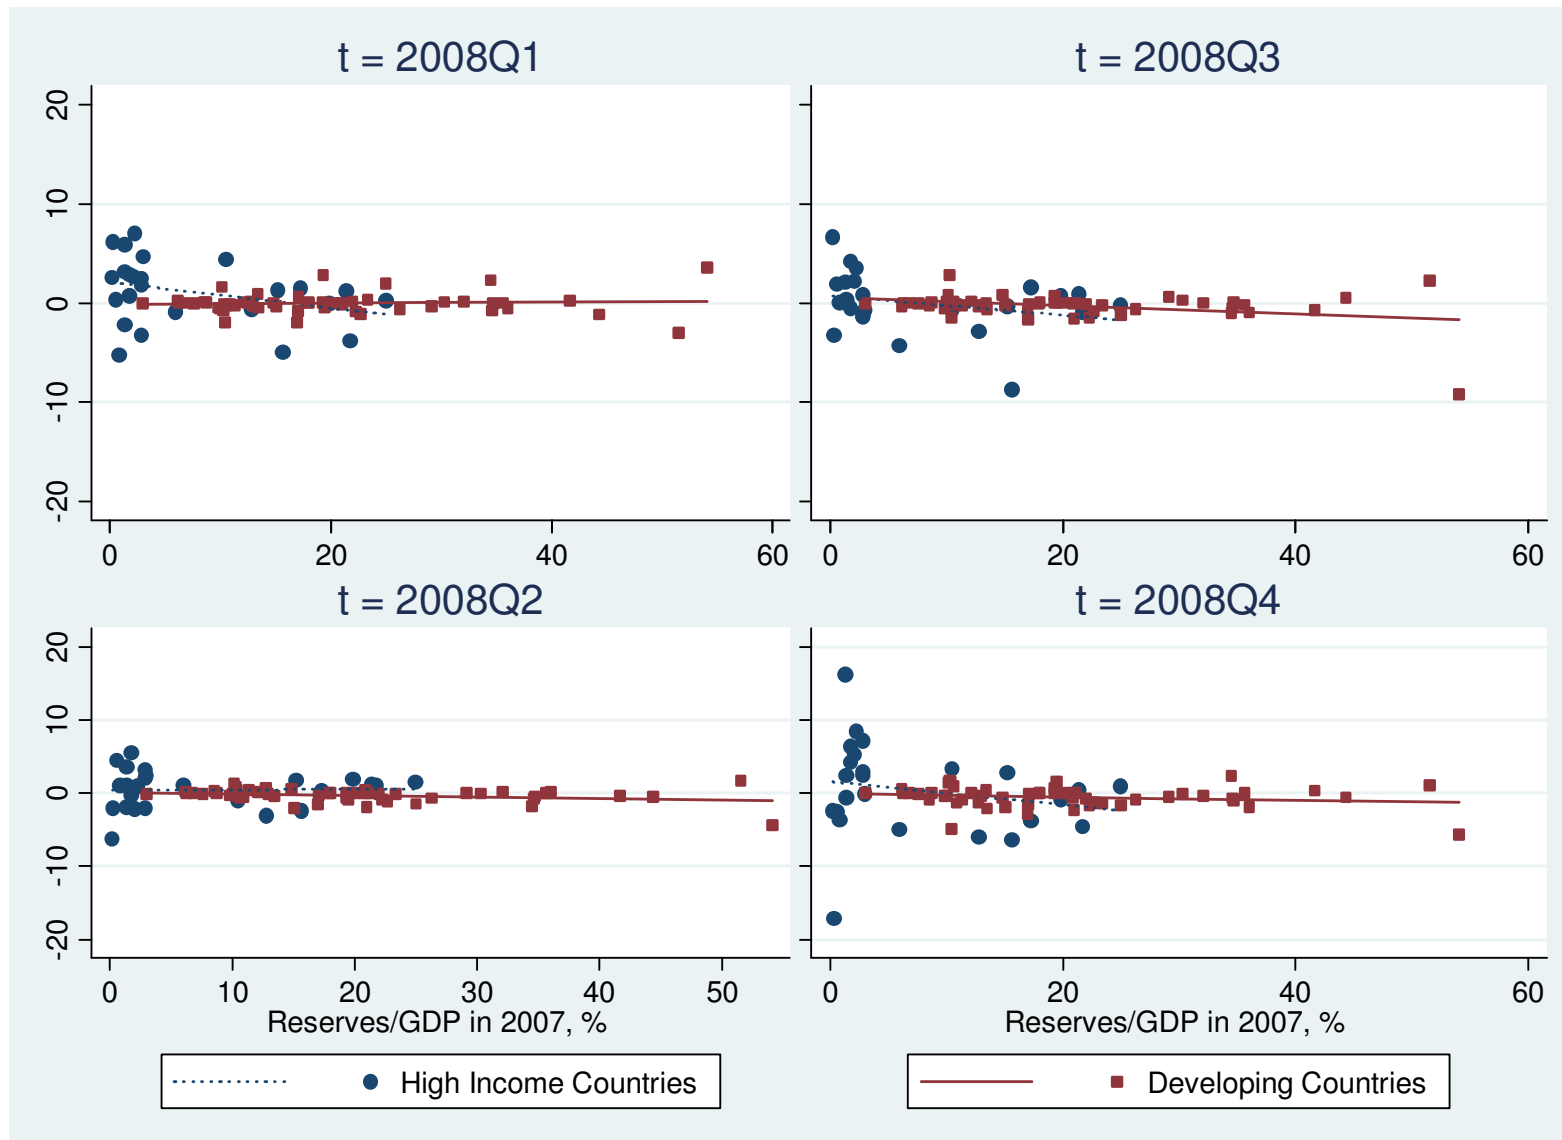 t = 2008Q1
20
10
0
-10
-20
0 20 40 60
t = 2008Q3
0 20 40 60
t = 2008Q2
20
10
0
-10
-20
0 10 20 30 40 50
Reserves/GDP in 2007, %
t = 2008Q4
0 20 40 60
Reserves/GDP in 2007, %
High Income Countries
Developing Countries